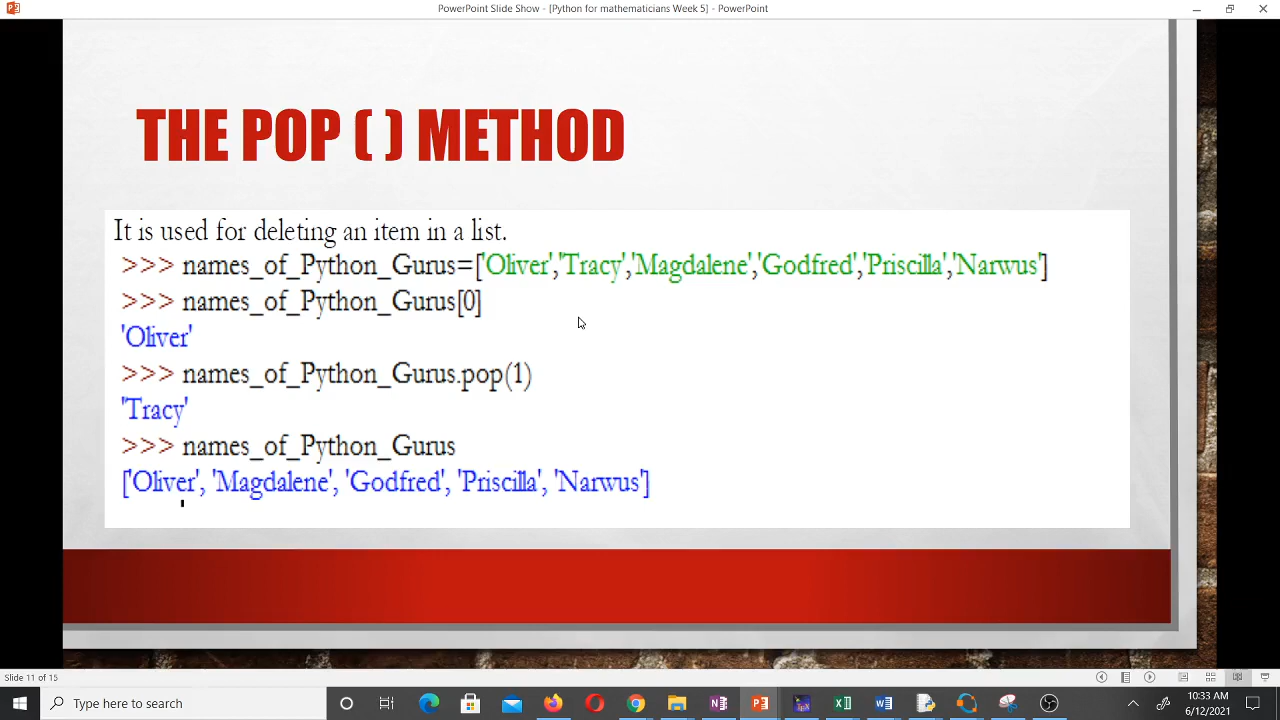 PowerPoint Slide Show - [Python for mathematicians Week 5] - PowerPoint
THE POP ( ) METHOD
It is used for deleting an item in a list.
>>> names_of_Python_Gurus=['Oliver','Tracy','Magdalene','Godfred','Priscilla','Narwus']
>>> names_of_Python_Gurus[0]
'Oliver'
>>> names_of_Python_Gurus.pop(1)
'Tracy'
>>> names_of_Python_Gurus
['Oliver', 'Magdalene', 'Godfred', 'Priscilla', 'Narwus']
Slide 11 of 15
Type here to search
10:33 AM
6/12/2021